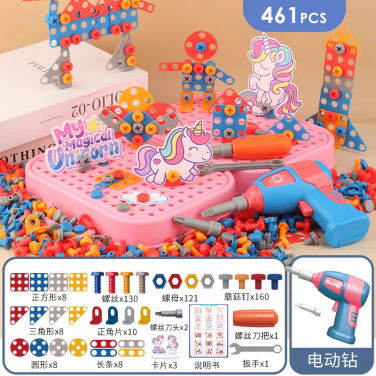 461PCS
OLIO-02
NOTHING
My
Magical
Unicorn
正方形x8
螺丝x130
螺母x121
蘑菇钉x160
三角形x8
正角片x10
螺丝刀头x2
螺丝刀把x1
圆形x8
长条x8
卡片x3
说明书
扳手x1
电动钻